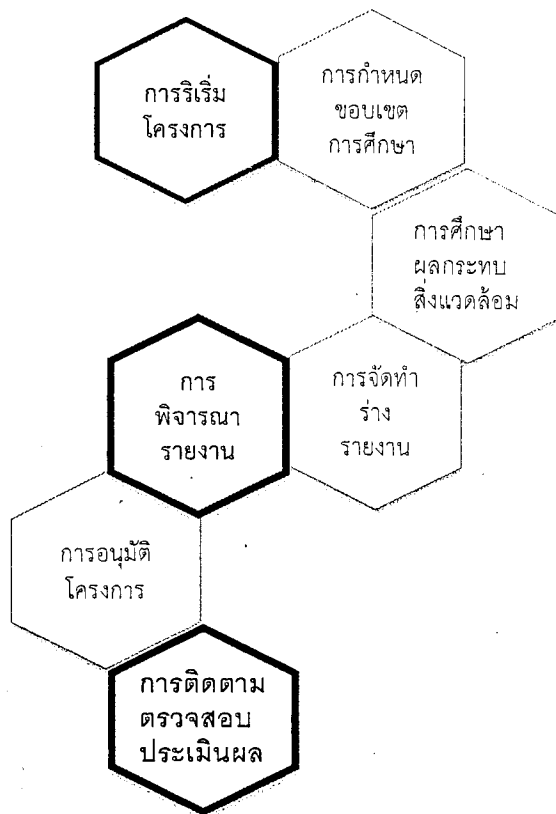 การริเริ่ม
โครงการ
การกำหนด
ขอบเขต
การศึกษา
การศึกษา
ผลกระทบ
สิ่งแวดล้อม
การจัดทำ
ร่าง
รายงาน
การ
พิจารณา
รายงาน
การอนุมัติ
โครงการ
การติดตาม
ตรวจสอบ
ประเมินผล